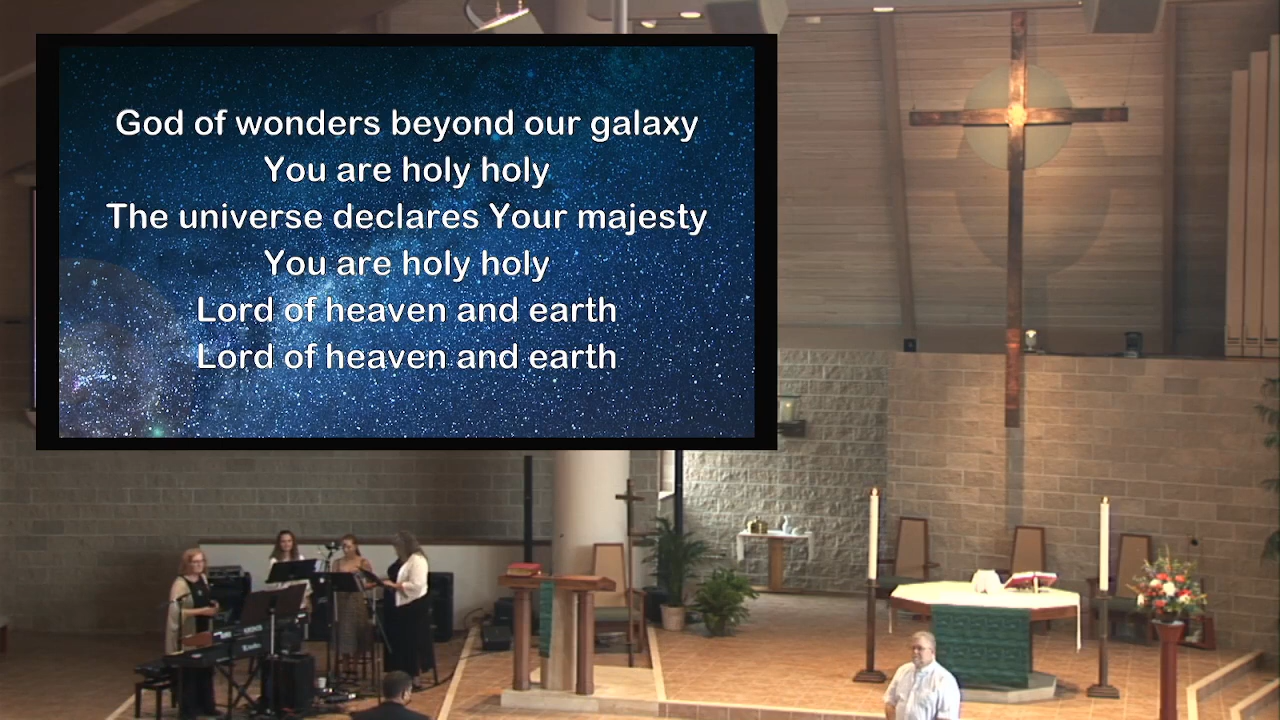 God of wonders beyond our galaxy
You are holy holy
The universe declares Your majesty
You are holy holy
Lord of heaven and earth
Lord of heaven and earth